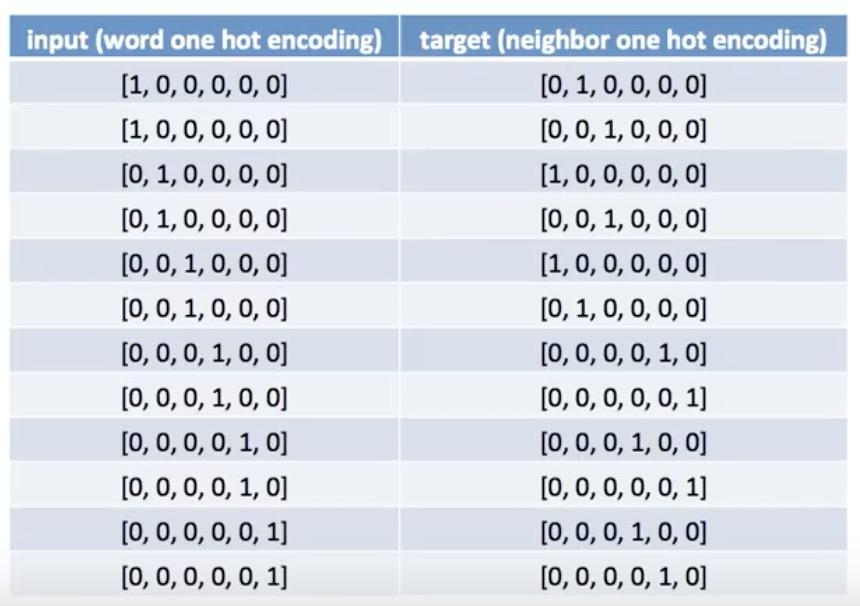 input (word one hot encoding) target (neighbor one hot encoding)
[1, 0, 0, 0, 0, 0] [0, 1, 0, 0, 0, 0]
[1, 0, 0, 0, 0, 0] [0, 0, 1, 0, 0, 0]
[0, 1, 0, 0, 0, 0] [1, 0, 0, 0, 0, 0]
[0, 1, 0, 0, 0, 0] [0, 0, 1, 0, 0, 0]
[0, 0, 1, 0, 0, 0] [1, 0, 0, 0, 0, 0]
[0, 0, 1, 0, 0, 0] [0, 1, 0, 0, 0, 0]
[0, 0, 0, 1, 0, 0] [0, 0, 0, 0, 1, 0]
[0, 0, 0, 1, 0, 0] [0, 0, 0, 0, 0, 1]
[0, 0, 0, 0, 1, 0] [0, 0, 0, 1, 0, 0]
[0, 0, 0, 0, 1, 0] [0, 0, 0, 0, 0, 1]
[0, 0, 0, 0, 0, 1] [0, 0, 0, 1, 0, 0]
[0, 0, 0, 0, 0, 1] [0, 0, 0, 0, 1, 0]